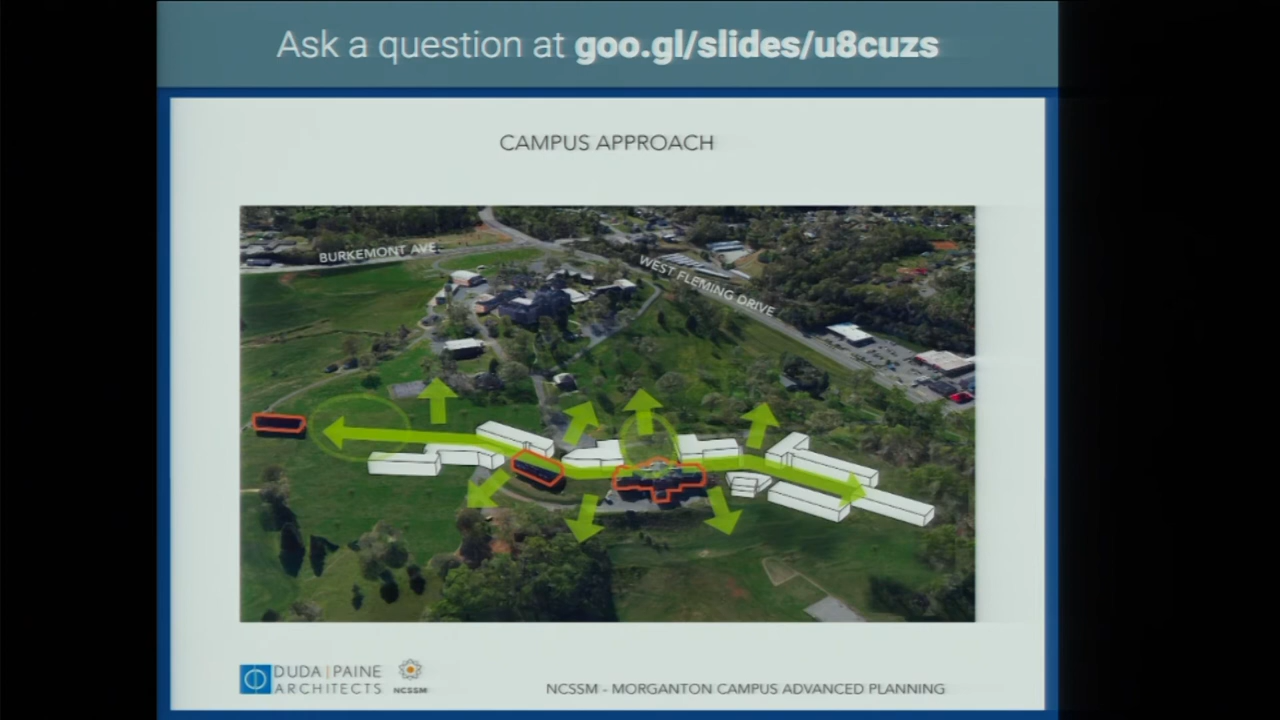 Ask a question at goo.gl/slides/u8cuzs
CAMPUS APPROACH
BURKEMONT AVE
WEST FLEMING DRIVE
DUDA|PAINE
ARCHITECTS
NCSSM
NCSSM - MORGANTON CAMPUS ADVANCED PLANNING